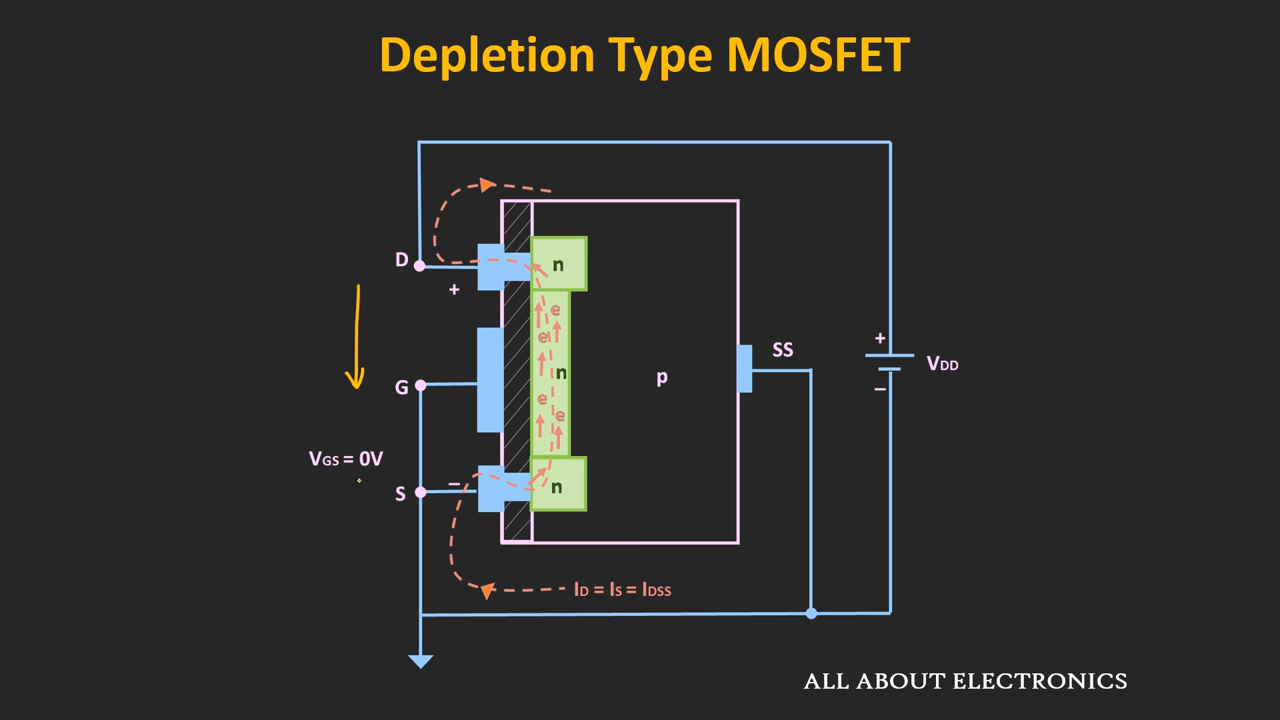 Depletion Type MOSFET
D
+
n
e
e
n
e
e
G
p
SS
+
VDD
−
VGS = 0V
S
−
n
ID = IS = IDSS
ALL ABOUT ELECTRONICS